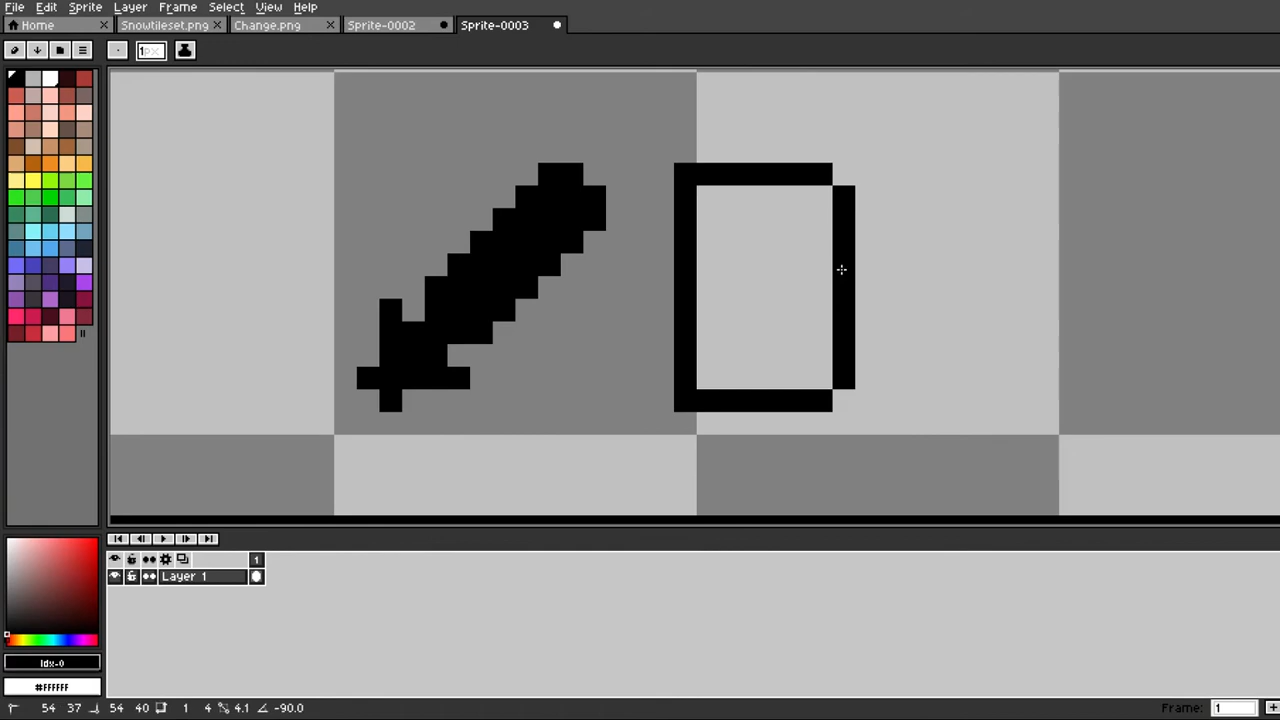 File Edit Sprite Layer Frame Select View Help
Home Snowtileset.png Change.png Sprite-0002 Sprite-0003
1px
1
Layer 1
Idx-0
#FFFFFF
54 37 54 40 1 4 4.1 -90.0 Frame: 1